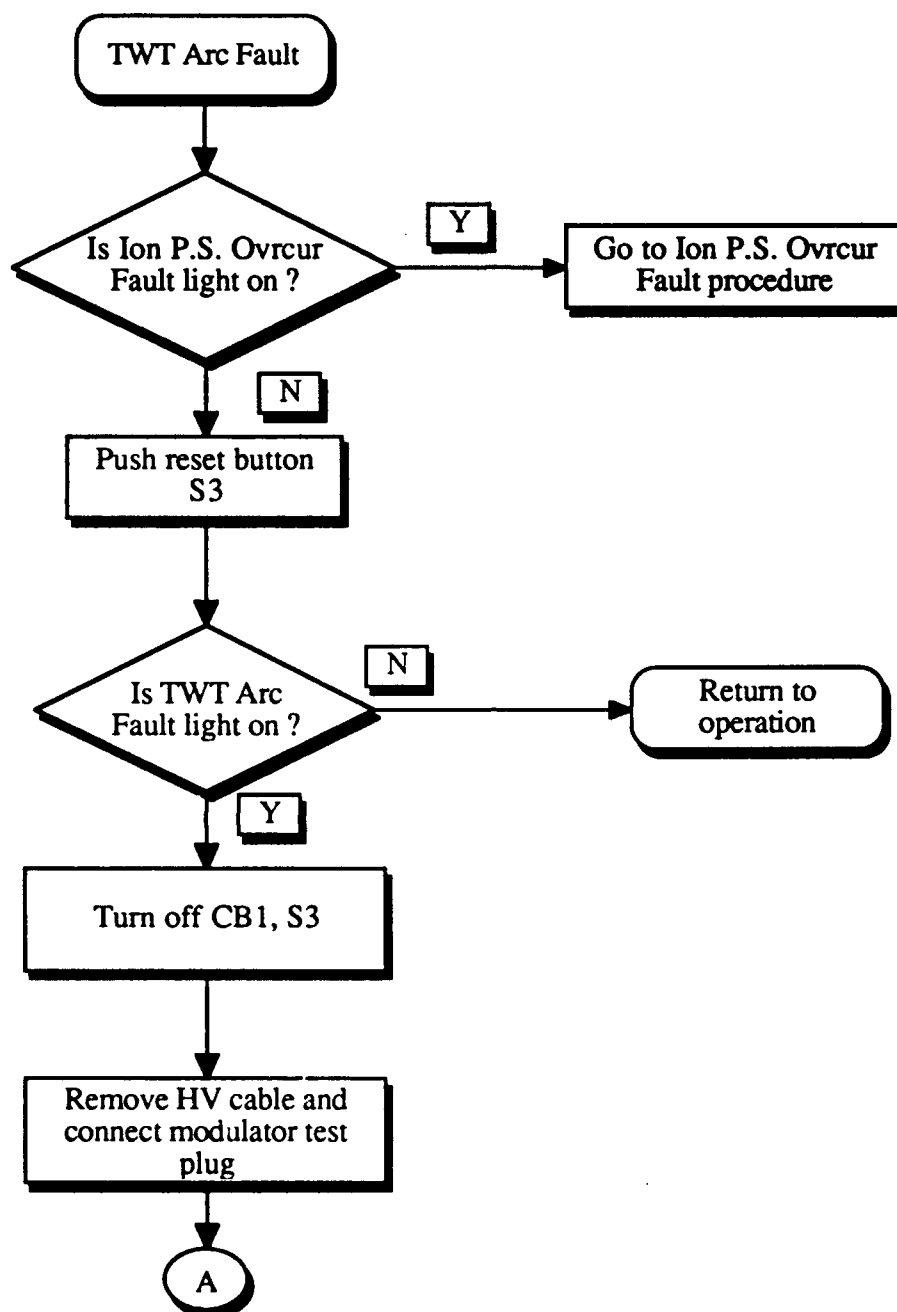 TWT Arc Fault
Is Ion P.S. Ovrcur
Fault light on ?
Y
Go to Ion P.S. Ovrcur
Fault procedure
N
Push reset button
S3
Is TWT Arc
Fault light on ?
N
Return to
operation
Y
Turn off CB1, S3
Remove HV cable and
connect modulator test
plug
A